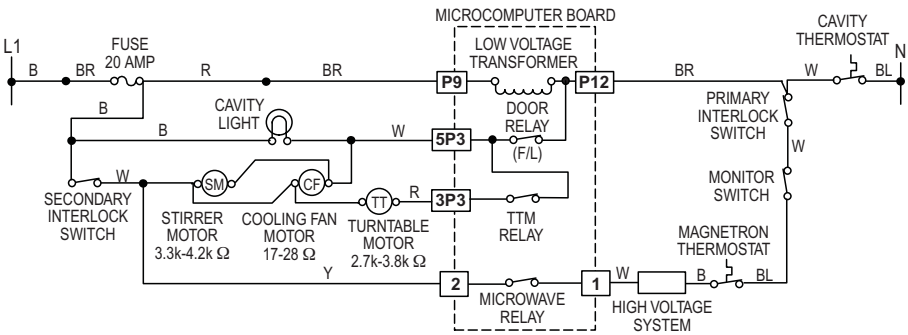 MICROCOMPUTER BOARD
L1
FUSE
20 AMP
LOW VOLTAGE
TRANSFORMER
CAVITY
THERMOSTAT
N
B
BR
R
BR
P9
P12
BR
W
BL
B
CAVITY
LIGHT
DOOR
RELAY
(F/L)
PRIMARY
INTERLOCK
SWITCH
B
W
5P3
W
W
SM
CF
TT
R
3P3
SECONDARY
INTERLOCK
SWITCH
STIRRER
MOTOR
3.3k-4.2k Ω
COOLING FAN
MOTOR
17-28 Ω
TURNTABLE
MOTOR
2.7k-3.8k Ω
TTM
RELAY
MONITOR
SWITCH
MAGNETRON
THERMOSTAT
Y
2
MICROWAVE
RELAY
1
W
B
BL
HIGH VOLTAGE
SYSTEM